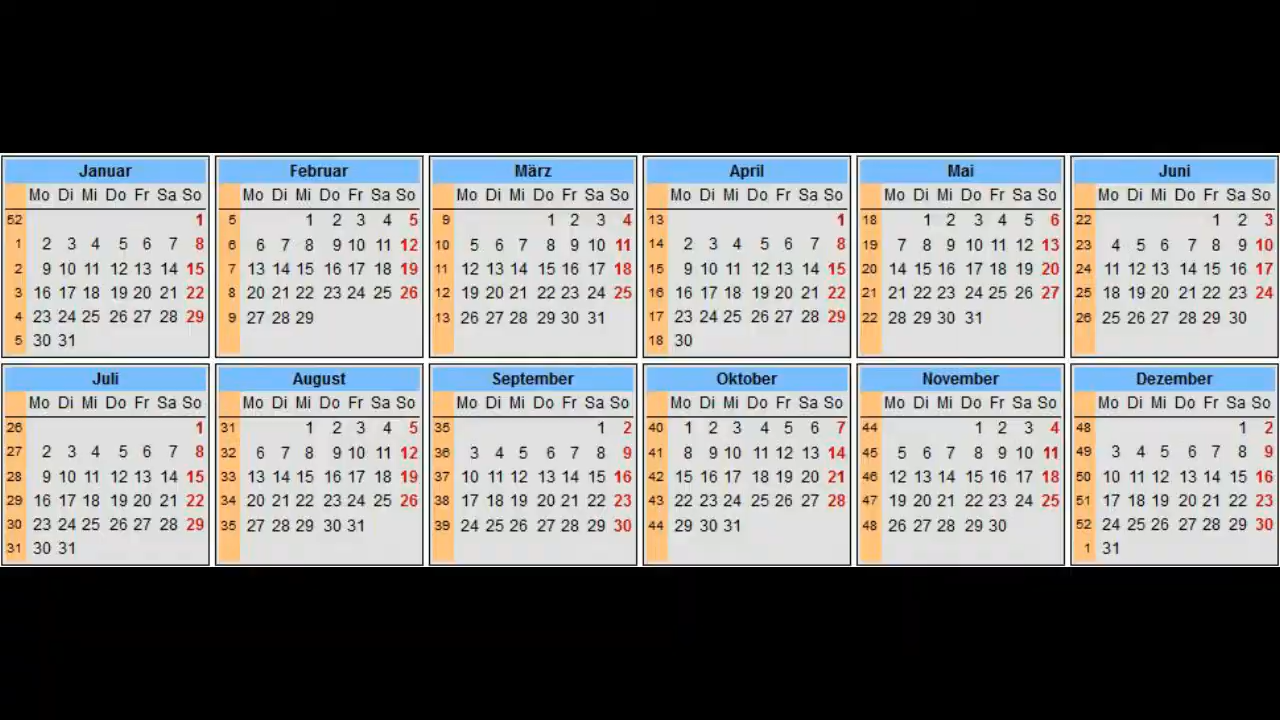 Januar
Mo Di Mi Do Fr Sa So
52 1
1 2 3 4 5 6 7 8
2 9 10 11 12 13 14 15
3 16 17 18 19 20 21 22
4 23 24 25 26 27 28 29
5 30 31
Februar
Mo Di Mi Do Fr Sa So
5 1 2 3 4 5
6 6 7 8 9 10 11 12
7 13 14 15 16 17 18 19
8 20 21 22 23 24 25 26
9 27 28 29
März
Mo Di Mi Do Fr Sa So
9 1 2 3 4
10 5 6 7 8 9 10 11
11 12 13 14 15 16 17 18
12 19 20 21 22 23 24 25
13 26 27 28 29 30 31
April
Mo Di Mi Do Fr Sa So
13 1
14 2 3 4 5 6 7 8
15 9 10 11 12 13 14 15
16 16 17 18 19 20 21 22
17 23 24 25 26 27 28 29
18 30
Mai
Mo Di Mi Do Fr Sa So
18 1 2 3 4 5 6
19 7 8 9 10 11 12 13
20 14 15 16 17 18 19 20
21 21 22 23 24 25 26 27
22 28 29 30 31
Juni
Mo Di Mi Do Fr Sa So
22 1 2 3
23 4 5 6 7 8 9 10
24 11 12 13 14 15 16 17
25 18 19 20 21 22 23 24
26 25 26 27 28 29 30
Juli
Mo Di Mi Do Fr Sa So
26 1
27 2 3 4 5 6 7 8
28 9 10 11 12 13 14 15
29 16 17 18 19 20 21 22
30 23 24 25 26 27 28 29
31 30 31
August
Mo Di Mi Do Fr Sa So
31 1 2 3 4 5
32 6 7 8 9 10 11 12
33 13 14 15 16 17 18 19
34 20 21 22 23 24 25 26
35 27 28 29 30 31
September
Mo Di Mi Do Fr Sa So
35 1 2
36 3 4 5 6 7 8 9
37 10 11 12 13 14 15 16
38 17 18 19 20 21 22 23
39 24 25 26 27 28 29 30
Oktober
Mo Di Mi Do Fr Sa So
40 1 2 3 4 5 6 7
41 8 9 10 11 12 13 14
42 15 16 17 18 19 20 21
43 22 23 24 25 26 27 28
44 29 30 31
November
Mo Di Mi Do Fr Sa So
44 1 2 3 4
45 5 6 7 8 9 10 11
46 12 13 14 15 16 17 18
47 19 20 21 22 23 24 25
48 26 27 28 29 30
Dezember
Mo Di Mi Do Fr Sa So
48 1 2
49 3 4 5 6 7 8 9
50 10 11 12 13 14 15 16
51 17 18 19 20 21 22 23
52 24 25 26 27 28 29 30
1 31